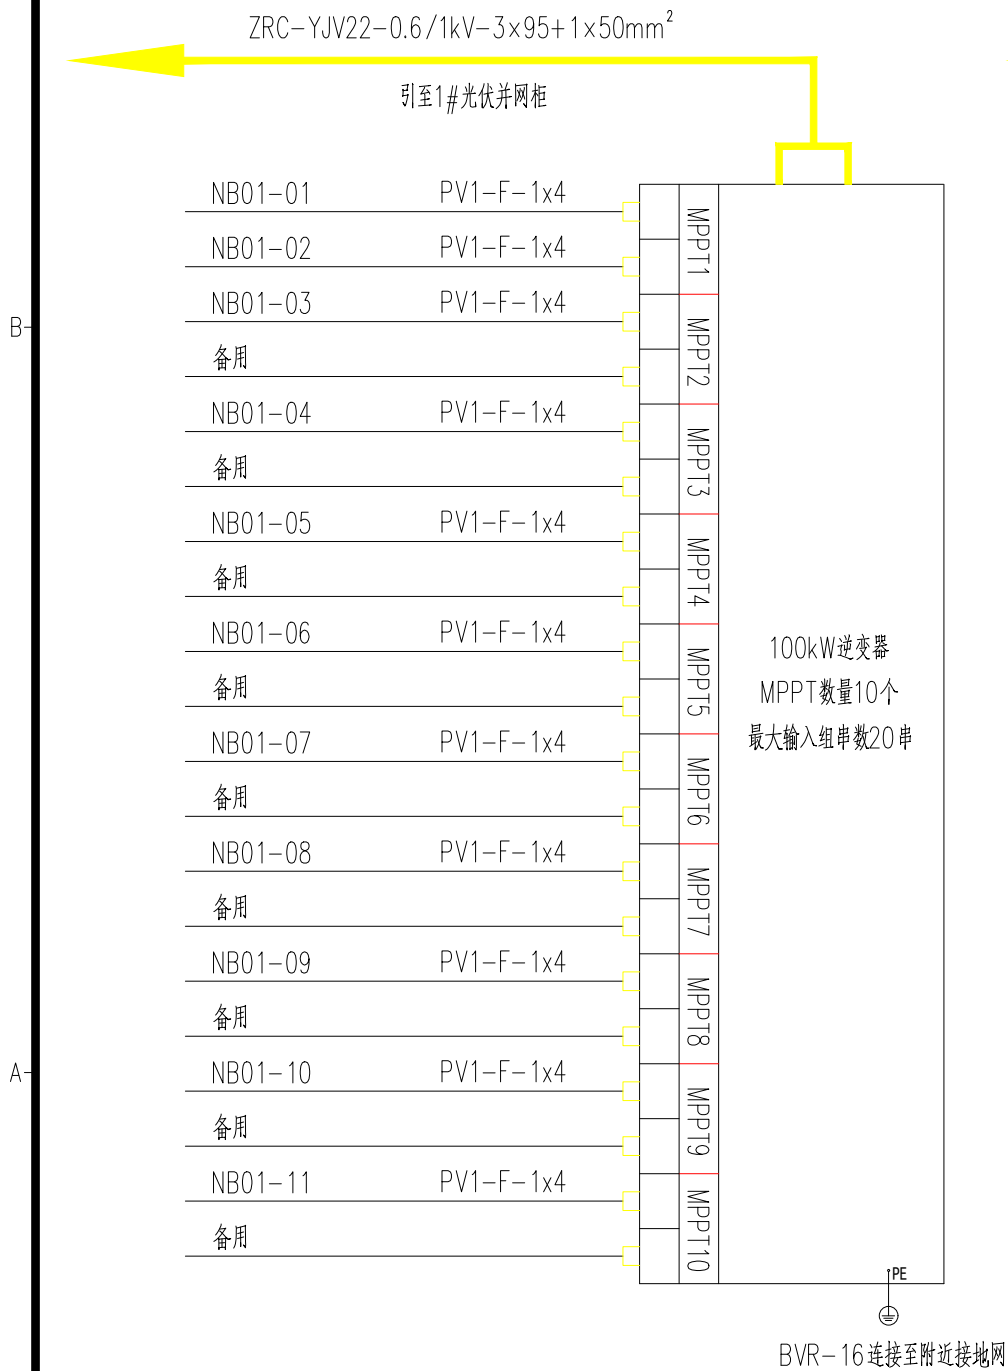 ZRC-YJV22-0.6/1kV-3×95+1×50mm²
引至1#光伏并网柜
NB01-01 PV1-F-1x4
MPPT1
NB01-02 PV1-F-1x4
NB01-03 PV1-F-1x4
B
MPPT2
备用
NB01-04 PV1-F-1x4
MPPT3
备用
NB01-05 PV1-F-1x4
MPPT4
备用
NB01-06 PV1-F-1x4
100kW逆变器
MPPT5
备用
MPPT数量10个
最大输入组串数20串
NB01-07 PV1-F-1x4
MPPT6
备用
NB01-08 PV1-F-1x4
MPPT7
备用
NB01-09 PV1-F-1x4
MPPT8
备用
A
NB01-10 PV1-F-1x4
MPPT9
备用
NB01-11 PV1-F-1x4
MPPT10
备用
PE
BVR-16连接至附近接地网